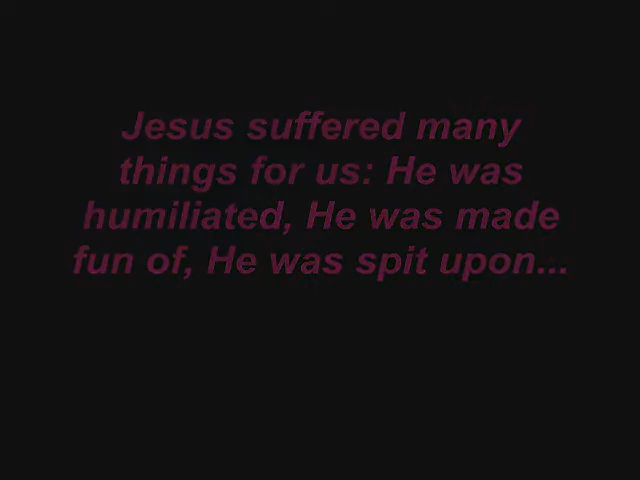 Jesus suffered many
things for us: He was
humiliated, He was made
fun of, He was spit upon...